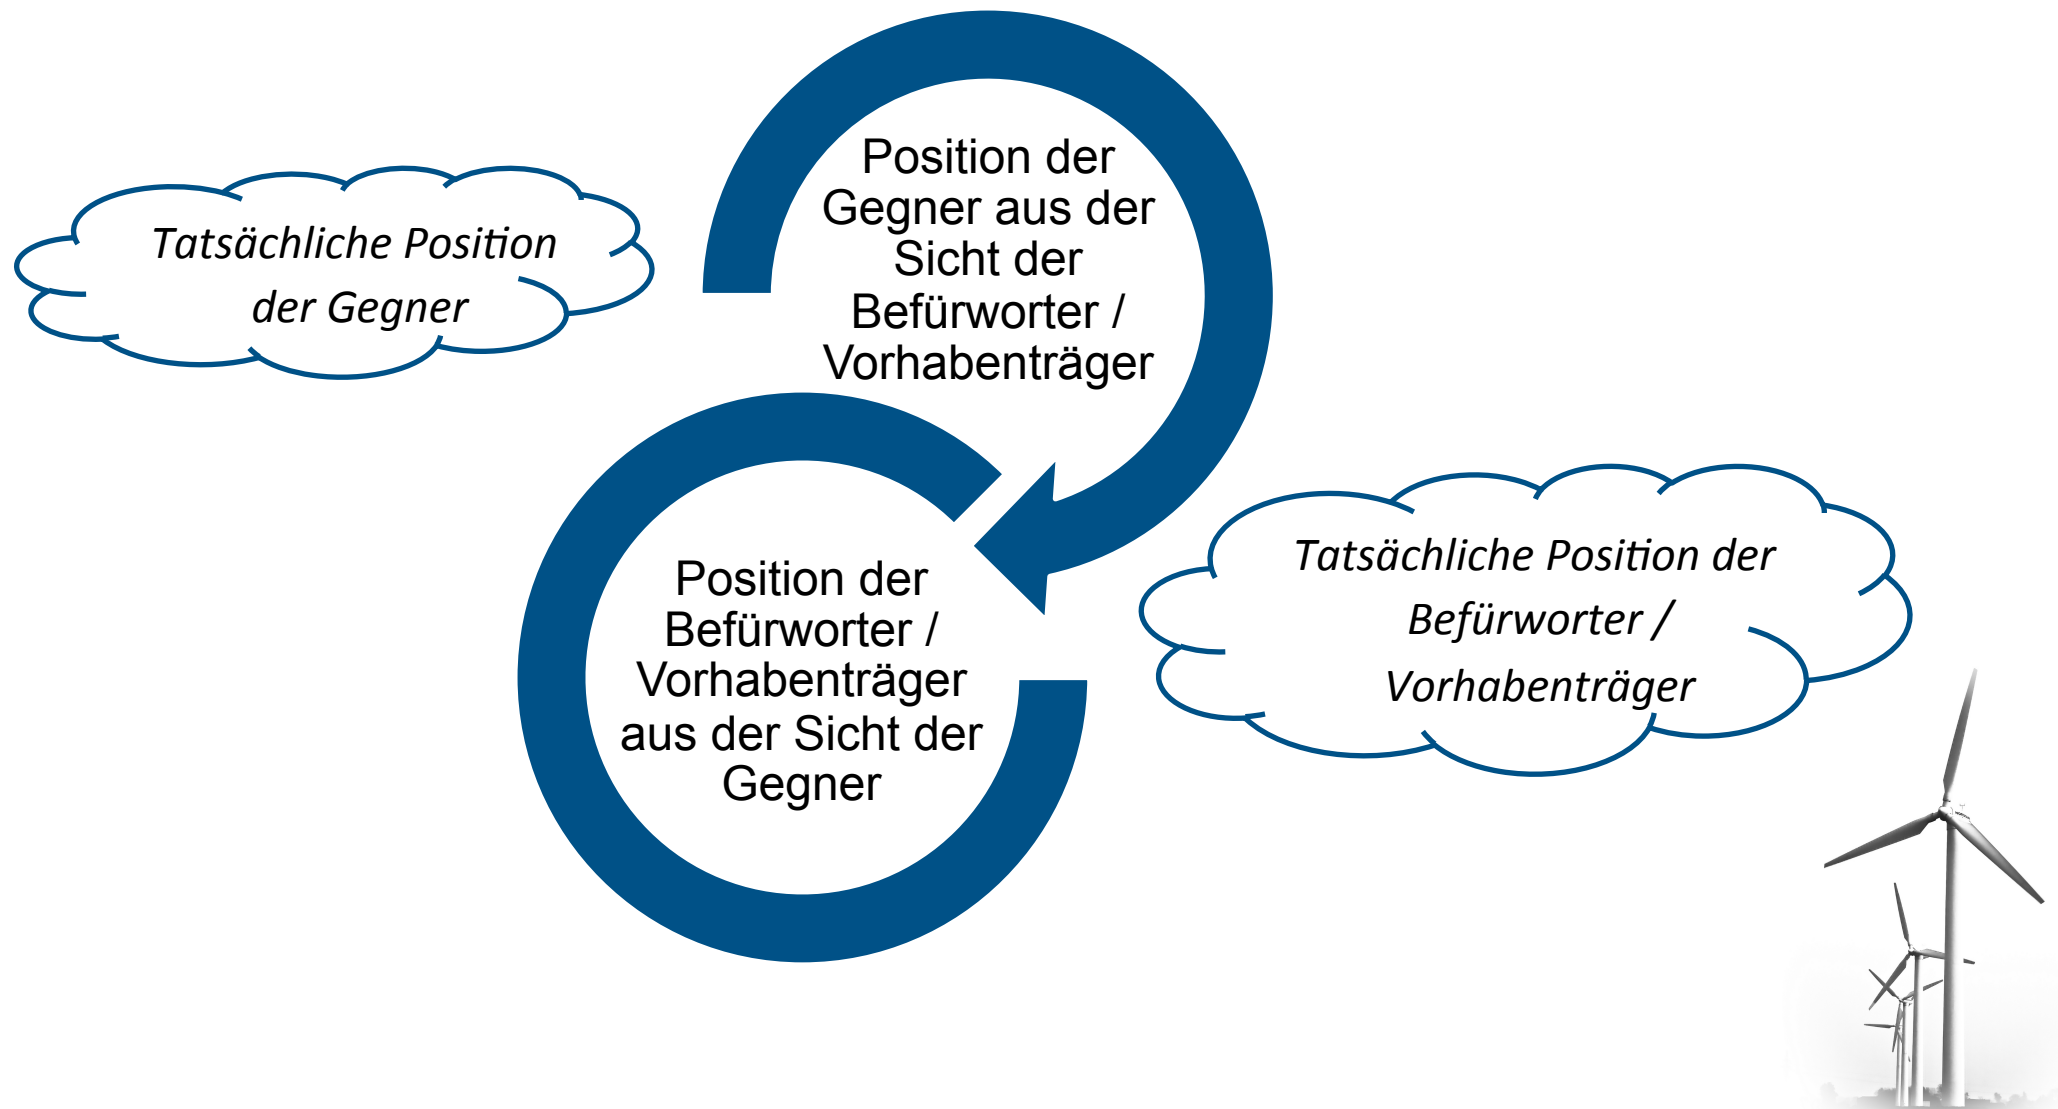 Position der
Gegner aus der
Sicht der
Befürworter /
Vorhabenträger
Tatsächliche Position
der Gegner
Tatsächliche Position der
Befürworter /
Vorhabenträger
Position der
Befürworter /
Vorhabenträger
aus der Sicht der
Gegner